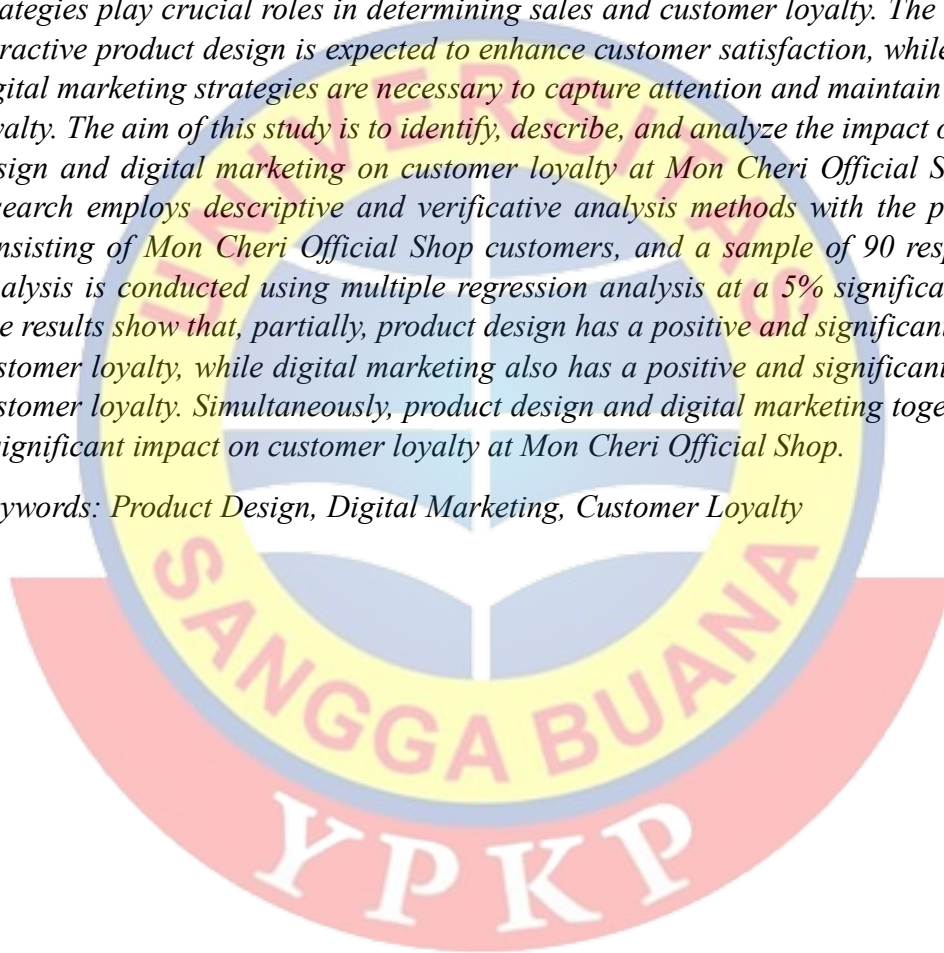 ategies play crucial roles in determining sales and customer loyalty. The
ractive product design is expected to enhance customer satisfaction, while
gital marketing strategies are necessary to capture attention and maintain
yalty. The aim of this study is to identify, describe, and analyze the impact o
sign and digital marketing on customer loyalty at Mon Cheri Official S
search employs descriptive and verificative analysis methods with the p
nsisting of Mon Cheri Official Shop customers, and a sample of 90 resp
alysis is conducted using multiple regression analysis at a 5% significa
e results show that, partially, product design has a positive and significant
stomer loyalty, while digital marketing also has a positive and significant
stomer loyalty. Simultaneously, product design and digital marketing toge
ignificant impact on customer loyalty at Mon Cheri Official Shop.
ywords: Product Design, Digital Marketing, Customer Loyalty
UNIVERSITAS
SANGGA BUANA
YPKP